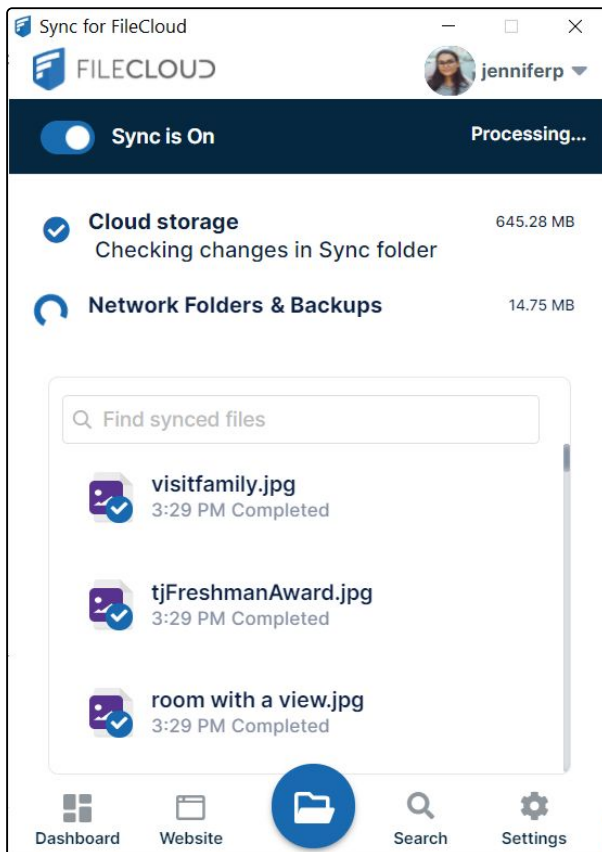 Sync for FileCloud
FILECLOUD
jenniferp
Sync is On
Processing...
Cloud storage
645.28 MB
Checking changes in Sync folder
Network Folders & Backups
14.75 MB
Find synced files
visitfamily.jpg
3:29 PM Completed
tjFreshmanAward.jpg
3:29 PM Completed
room with a view.jpg
3:29 PM Completed
Dashboard
Website
Search
Settings